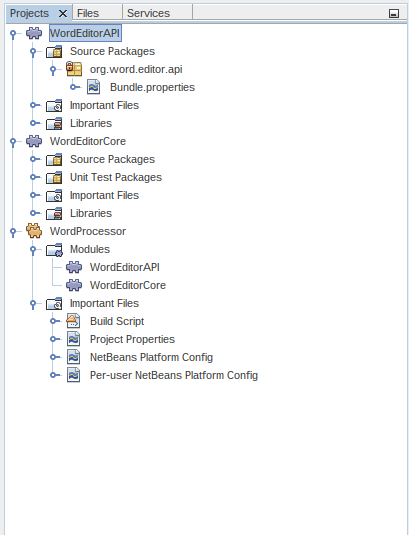 Projects Files Services
WordEditorAPI
Source Packages
org.word.editor.api
Bundle.properties
Important Files
Libraries
WordEditorCore
Source Packages
Unit Test Packages
Important Files
Libraries
WordProcessor
Modules
WordEditorAPI
WordEditorCore
Important Files
Build Script
Project Properties
NetBeans Platform Config
Per-user NetBeans Platform Config